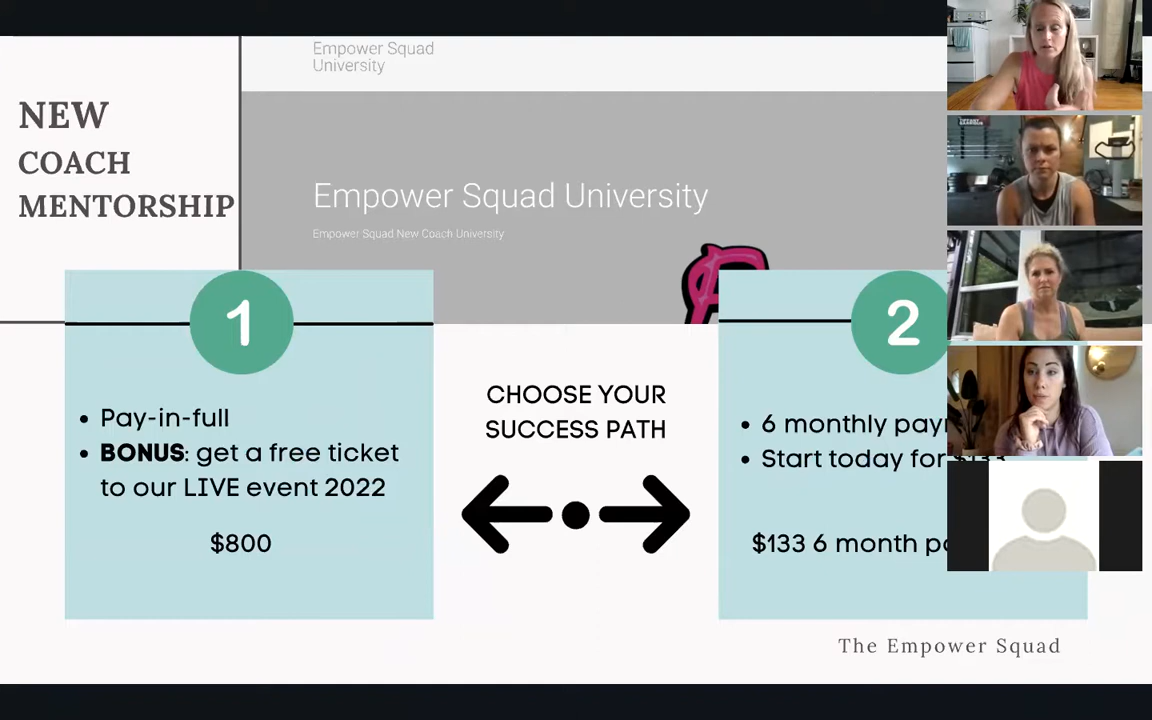 Empower Squad
University
NEW
COACH
MENTORSHIP
Empower Squad University
Empower Squad New Coach University
1
Pay-in-full
BONUS: get a free ticket
to our LIVE event 2022
$800
CHOOSE YOUR
SUCCESS PATH
2
6 monthly
Start today for $133
$133 6 month
The Empower Squad